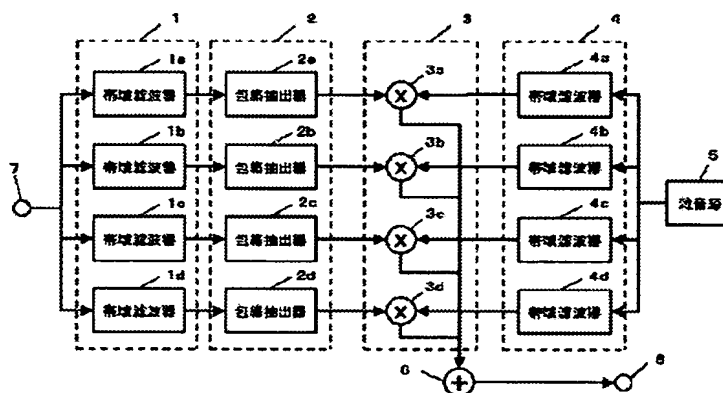 1
2
3
4
1a
2a
3a
4a
帯域濾波器
包絡抽出器
帯域濾波器
1b
2b
3b
4b
帯域濾波器
包絡抽出器
帯域濾波器
5
雑音源
7
1c
2c
3c
4c
帯域濾波器
包絡抽出器
帯域濾波器
1d
2d
3d
4d
帯域濾波器
包絡抽出器
帯域濾波器
6
8